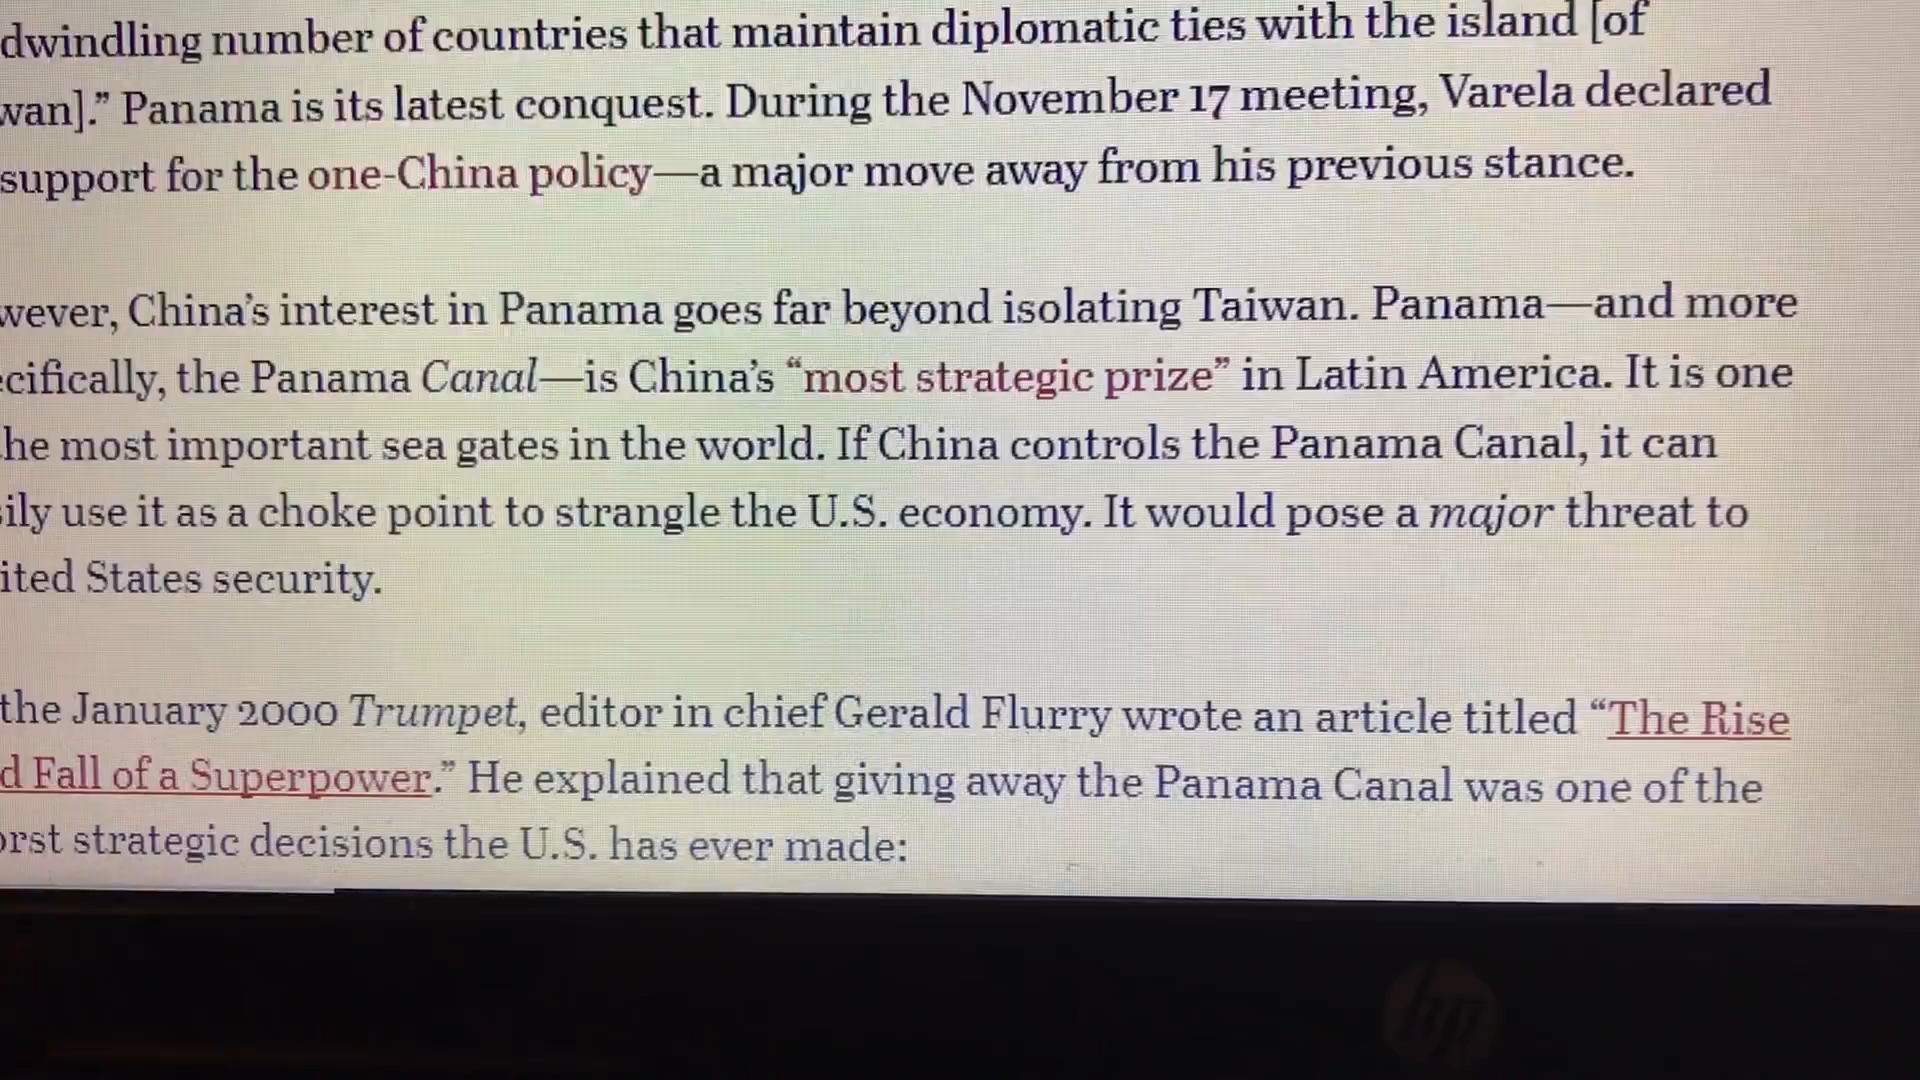 dwindling number of countries that maintain diplomatic ties with the island [of
wan].” Panama is its latest conquest. During the November 17 meeting, Varela declared
support for the one-China policy—a major move away from his previous stance.
wever, China’s interest in Panama goes far beyond isolating Taiwan. Panama—and more
cifically, the Panama Canal—is China’s “most strategic prize” in Latin America. It is one
he most important sea gates in the world. If China controls the Panama Canal, it can
ily use it as a choke point to strangle the U.S. economy. It would pose a major threat to
ited States security.
the January 2000 Trumpet, editor in chief Gerald Flurry wrote an article titled “The Rise
d Fall of a Superpower.” He explained that giving away the Panama Canal was one of the
orst strategic decisions the U.S. has ever made:
hp